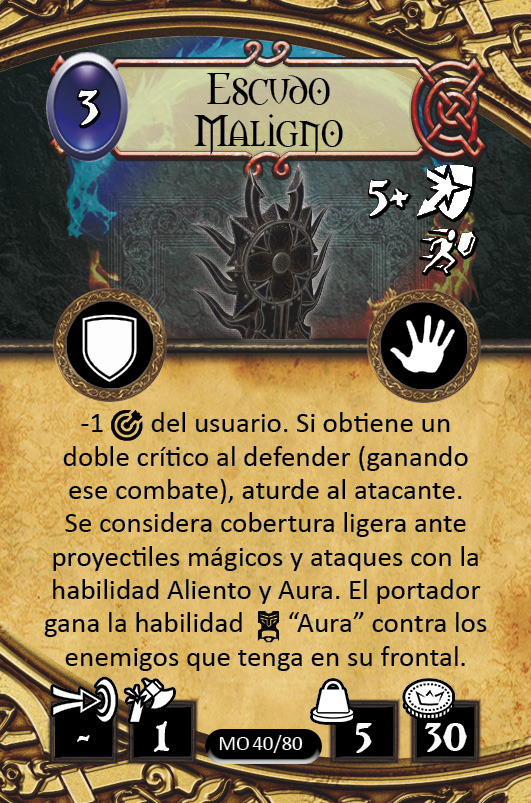 3
Escudo
Maligno
5+
-1 del usuario. Si obtiene un
doble crítico al defender (ganando
ese combate), aturde al atacante.
Se considera cobertura ligera ante
proyectiles mágicos y ataques con la
habilidad Aliento y Aura. El portador
gana la habilidad “Aura” contra los
enemigos que tenga en su frontal.
- 1 MO 40/80 5 30